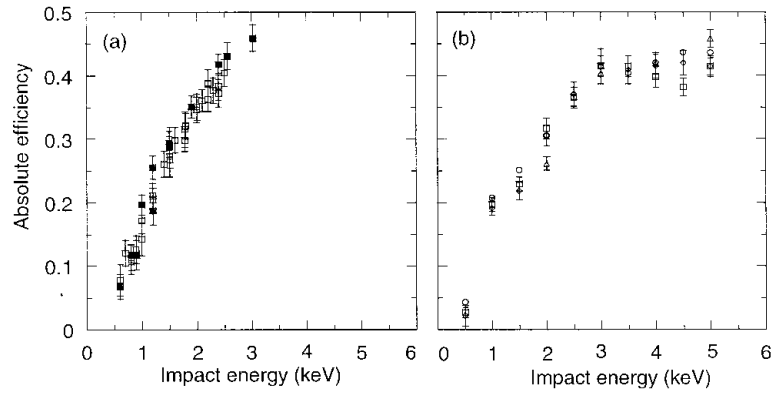 (a)
(b)
Absolute efficiency
0.5
0.4
0.3
0.2
0.1
0
0 1 2 3 4 5 6
0 1 2 3 4 5 6
Impact energy (keV)
Impact energy (keV)